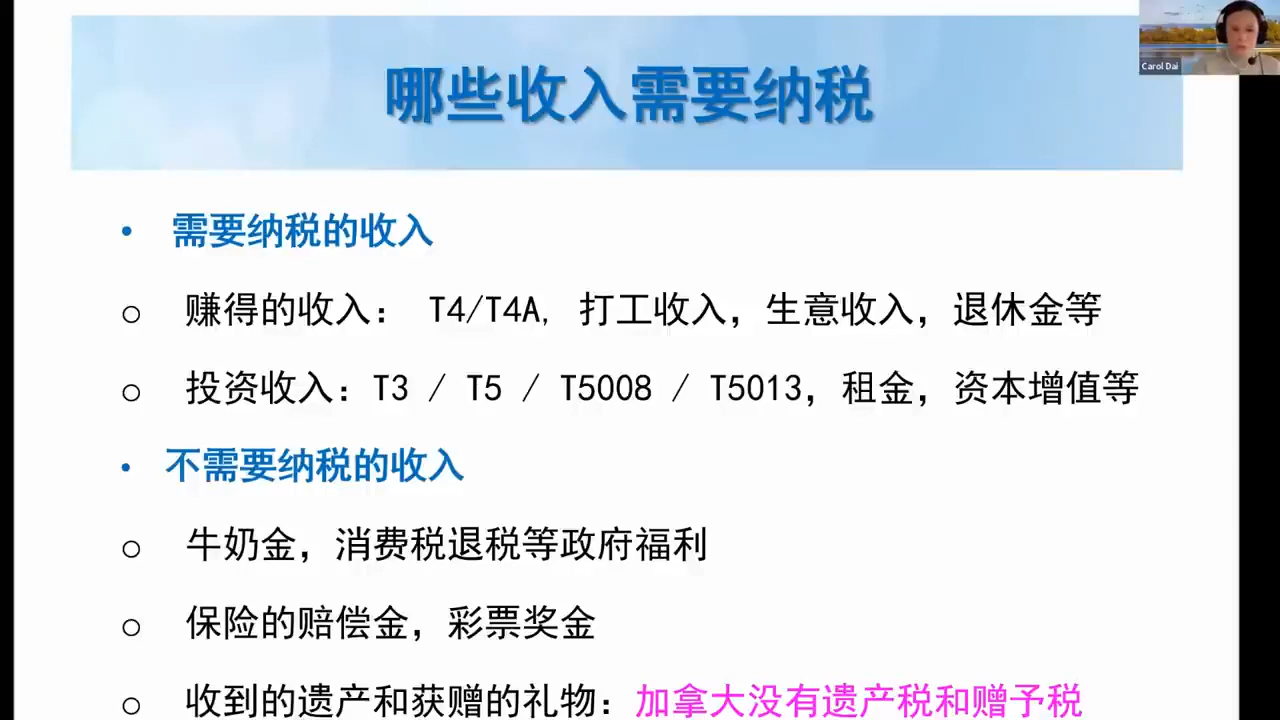 哪些收入需要纳税
Carol Dai
• 需要纳税的收入
o 赚得的收入: T4/T4A, 打工收入，生意收入，退休金等
o 投资收入：T3 / T5 / T5008 / T5013，租金，资本增值等
• 不需要纳税的收入
o 牛奶金，消费税退税等政府福利
o 保险的赔偿金，彩票奖金
o 收到的遗产和获赠的礼物：加拿大没有遗产税和赠予税